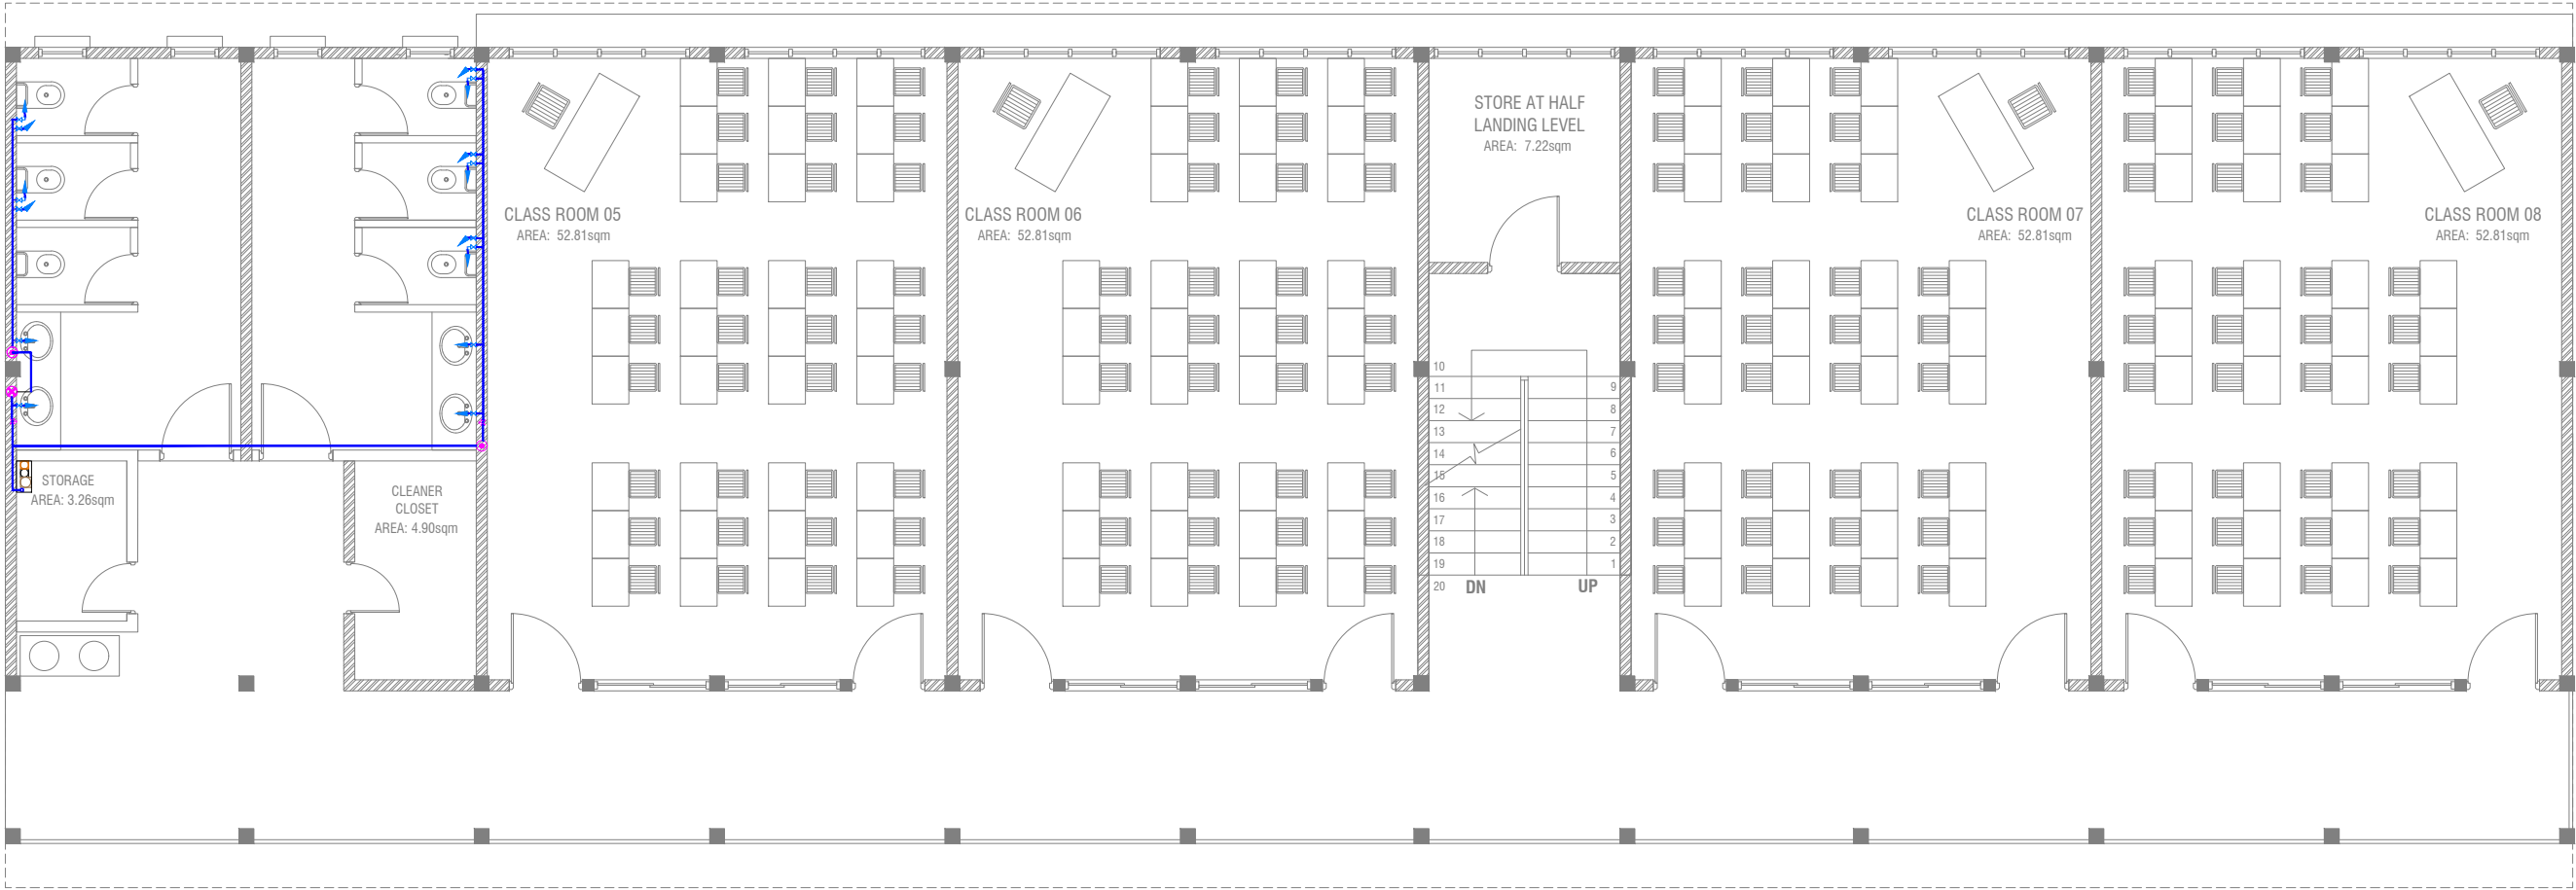 STORE AT HALF
LANDING LEVEL
AREA: 7.22sqm
CLASS ROOM 05
AREA: 52.81sqm
CLASS ROOM 06
AREA: 52.81sqm
CLASS ROOM 07
AREA: 52.81sqm
CLASS ROOM 08
AREA: 52.81sqm
10
11
12
13
14
15
16
17
18
19
20
9
8
7
6
5
4
3
2
1
DN
UP
STORAGE
AREA: 3.26sqm
CLEANER
CLOSET
AREA: 4.90sqm